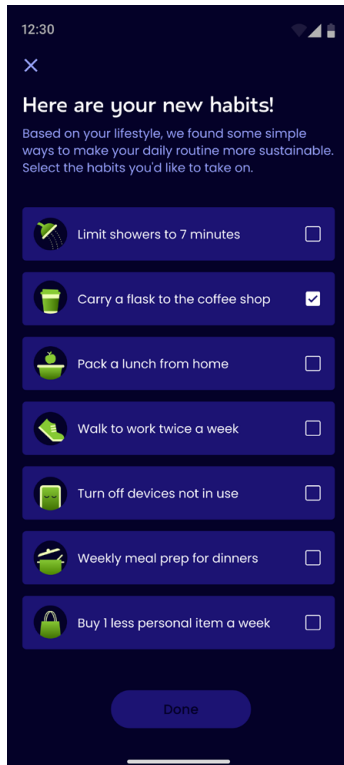 12:30
Here are your new habits!
Based on your lifestyle, we found some simple
ways to make your daily routine more sustainable.
Select the habits you'd like to take on.
Limit showers to 7 minutes
Carry a flask to the coffee shop
Pack a lunch from home
Walk to work twice a week
Turn off devices not in use
Weekly meal prep for dinners
Buy 1 less personal item a week
Done